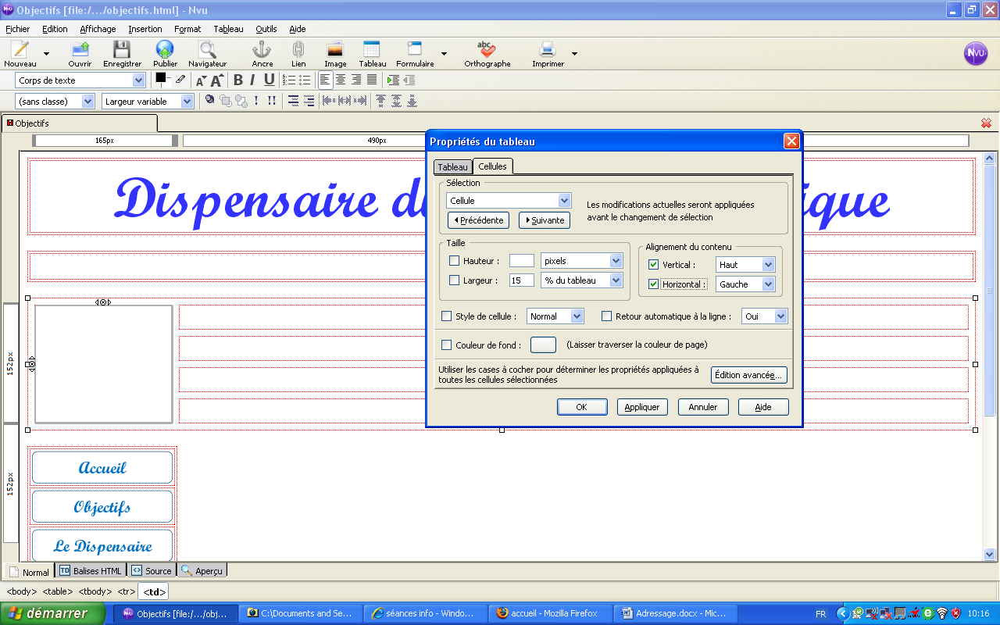 Objectifs [file:/.../objectifs.html] - Nvu
Fichier Edition Affichage Insertion Format Tableau Outils Aide
Nouveau Ouvrir Enregistrer Publier Navigateur Ancre Lien Image Tableau Formulaire Orthographe Imprimer
Corps de texte
(sans classe) Largeur variable
Objectifs
165px 490px
Dispensaire d ique
152px
152px
Accueil
Objectifs
Le Dispensaire
Propriétés du tableau
Tableau Cellules
Sélection
Cellule
Précédente Suivante
Les modifications actuelles seront appliquées
avant le changement de sélection
Taille
Hauteur : pixels
Largeur : 15 % du tableau
Alignement du contenu
Vertical : Haut
Horizontal : Gauche
Style de cellule : Normal Retour automatique à la ligne : Oui
Couleur de fond : (Laisser traverser la couleur de page)
Utiliser les cases à cocher pour déterminer les propriétés appliquées à
toutes les cellules sélectionnées
Édition avancée...
OK Appliquer Annuler Aide
Normal Balises HTML Source Aperçu
<body> <table> <tbody> <tr> <td>
démarrer Objectifs [file:/.../obj... C:\Documents and Se... séances info - Windo... accueil - Mozilla Firefox Adressage.docx - Mic... FR 10:16